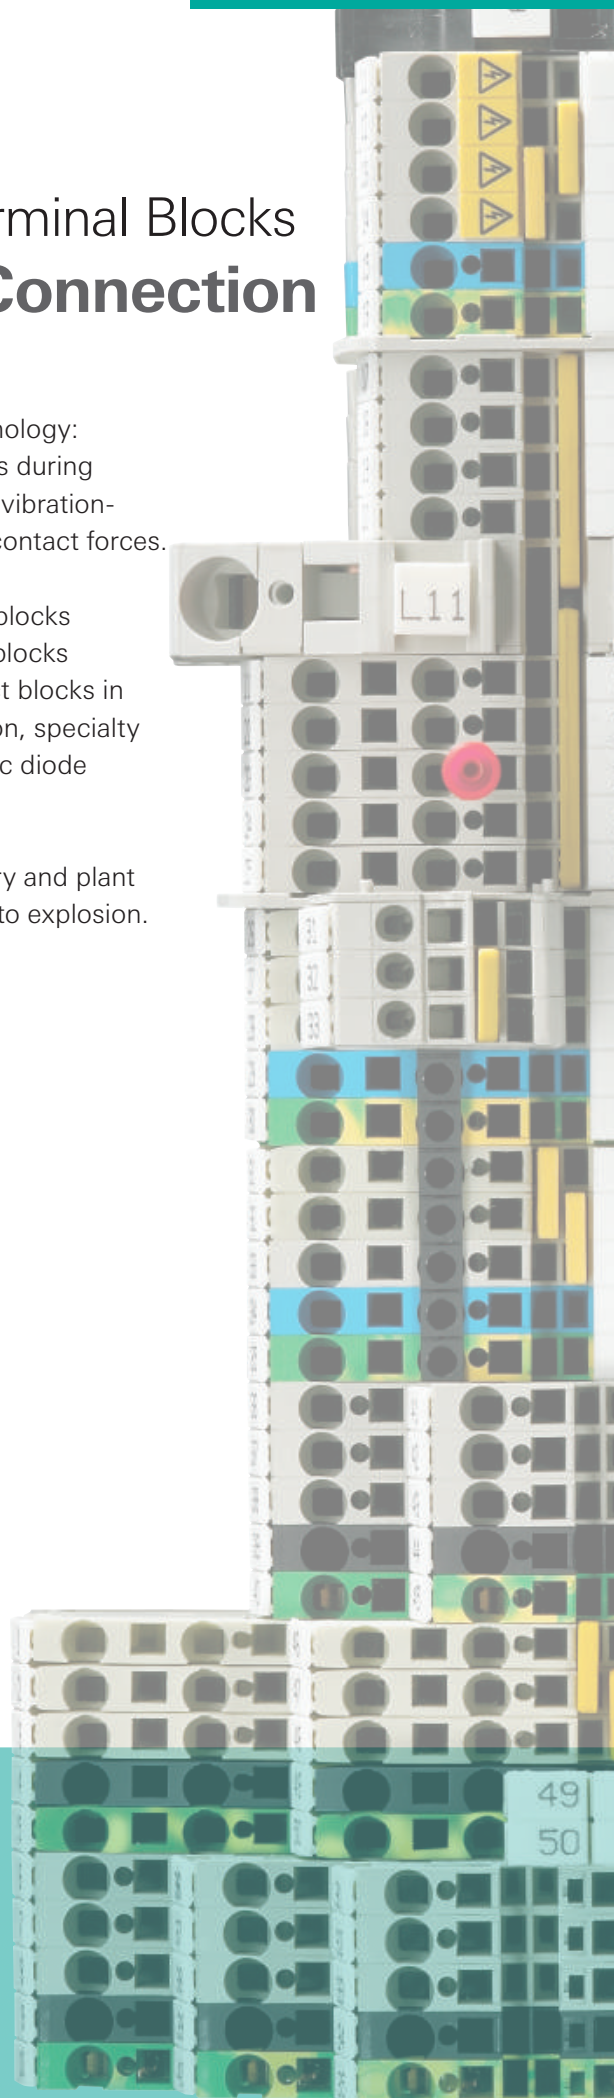 rminal Blocks
Connection
nology:
s during
vibration-
contact forces.
blocks
blocks
t blocks in
on, specialty
c diode
ry and plant
to explosion.
L11
49
50